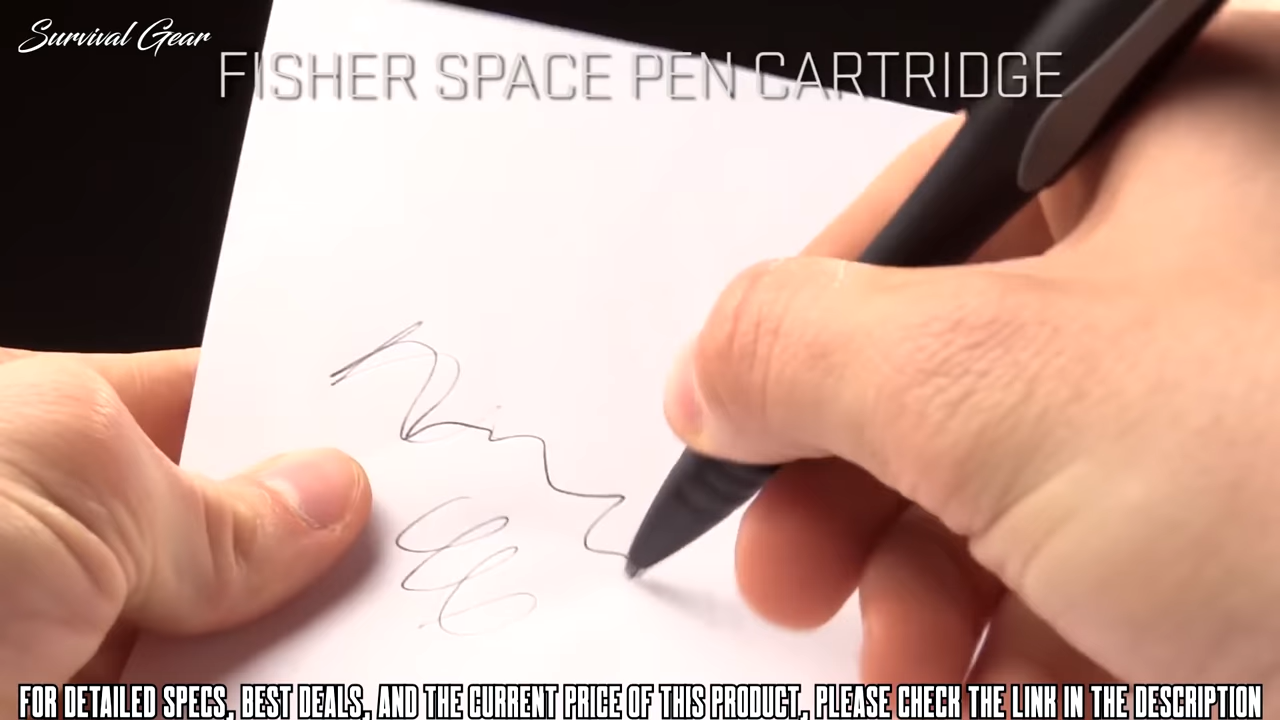 Survival Gear
FISHER SPACE PEN CARTRIDGE
FOR DETAILED SPECS, BEST DEALS, AND THE CURRENT PRICE OF THIS PRODUCT, PLEASE CHECK THE LINK IN THE DESCRIPTION